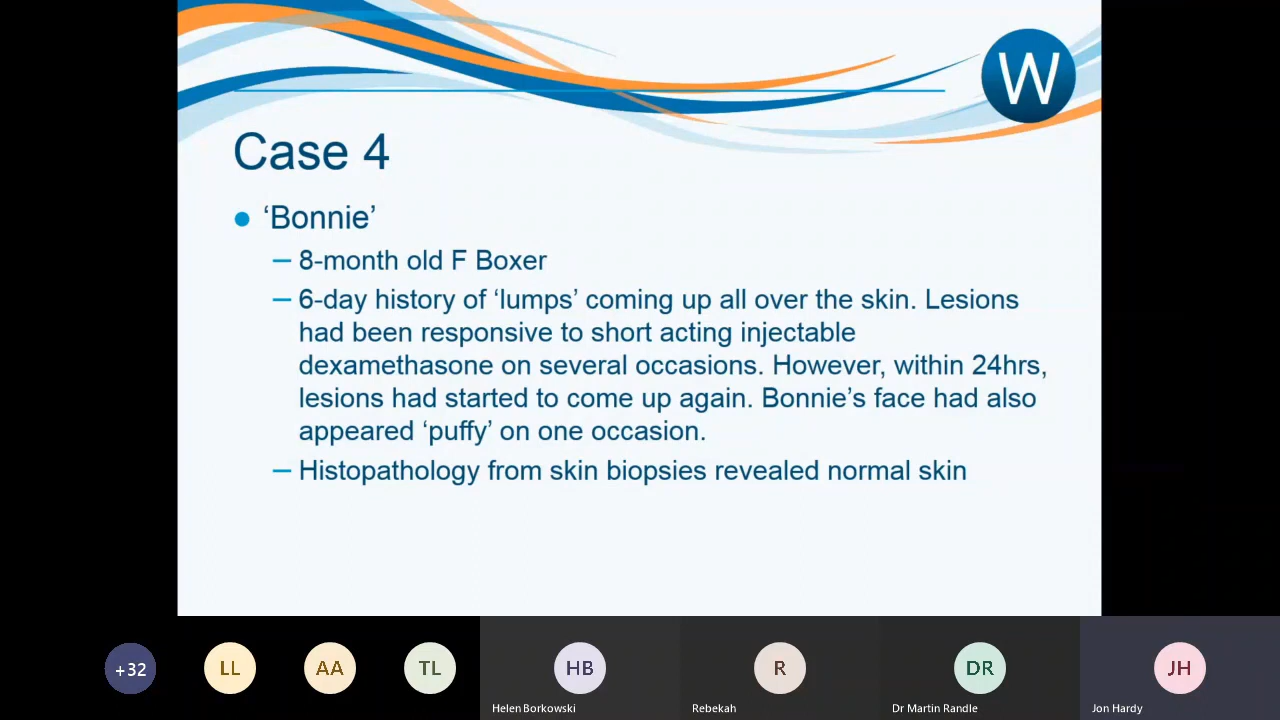 W
Case 4
‘Bonnie’
– 8-month old F Boxer
– 6-day history of ‘lumps’ coming up all over the skin. Lesions
had been responsive to short acting injectable
dexamethasone on several occasions. However, within 24hrs,
lesions had started to come up again. Bonnie’s face had also
appeared ‘puffy’ on one occasion.
– Histopathology from skin biopsies revealed normal skin
+32 LL AA TL HB R DR JH
Helen Borkowski Rebekah Dr Martin Randle Jon Hardy